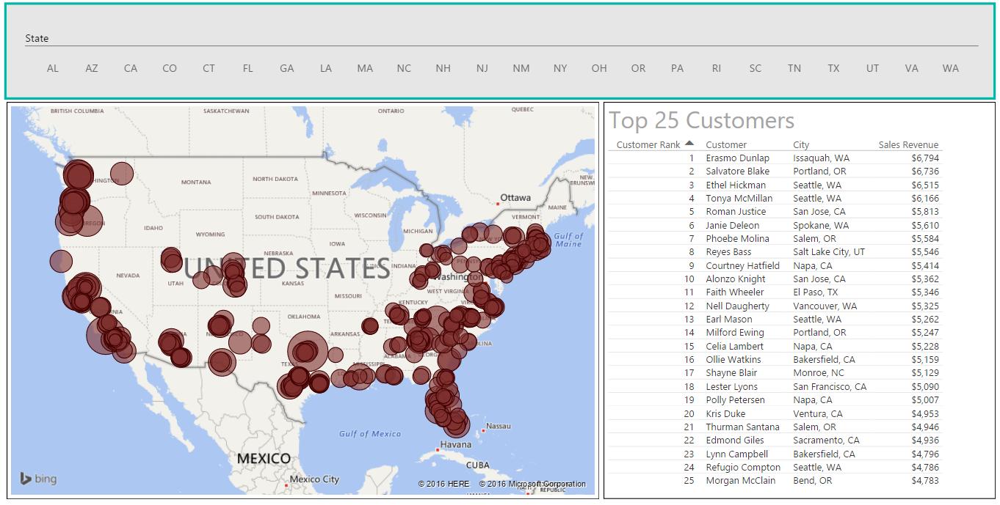 State
AL AZ CA CO CT FL GA LA MA NC NH NJ NM NY OH OR PA RI SC TN TX UT VA WA
BRITISH COLUMBIA SASKATCHEWAN ONTARIO QUEBEC
MONTANA
NORTH DAKOTA
MINNESOTA
Ottawa
MAINE
SOUTH DAKOTA
WISCONSIN
VERMONT
IDAHO
WYOMING
MICHIGAN
Gulf of
Maine
IOWA
NEBRASKA
UNITED STATES
INDIANA
NEVADA
UTAH
KANSAS
Washington
WEST VIRGINIA
MISSOURI
KENTUCKY
OKLAHOMA
ARKANSAS
ALABAMA
MISSISSIPPI
Gulf of Mexico
Nassau
Havana
MEXICO
CUBA
Mexico City
bing
© 2016 HERE © 2016 Microsoft Corporation
REPUBLIC
Top 25 Customers
Customer Rank Customer City Sales Revenue
1 Erasmo Dunlap Issaquah, WA $6,794
2 Salvatore Blake Portland, OR $6,736
3 Ethel Hickman Seattle, WA $6,515
4 Tonya McMillan Seattle, WA $6,166
5 Roman Justice San Jose, CA $5,813
6 Janie Deleon Spokane, WA $5,610
7 Phoebe Molina Salem, OR $5,584
8 Reyes Bass Salt Lake City, UT $5,546
9 Courtney Hatfield Napa, CA $5,414
10 Alonzo Knight San Jose, CA $5,362
11 Faith Wheeler El Paso, TX $5,346
12 Nell Daugherty Vancouver, WA $5,325
13 Earl Mason Seattle, WA $5,262
14 Milford Ewing Portland, OR $5,247
15 Celia Lambert Napa, CA $5,228
16 Ollie Watkins Bakersfield, CA $5,159
17 Shayne Blair Monroe, NC $5,129
18 Lester Lyons San Francisco, CA $5,090
19 Polly Petersen Napa, CA $5,007
20 Kris Duke Ventura, CA $4,953
21 Thurman Santana Salem, OR $4,946
22 Edmond Giles Sacramento, CA $4,936
23 Lynn Campbell Bakersfield, CA $4,796
24 Refugio Compton Seattle, WA $4,786
25 Morgan McClain Bend, OR $4,783